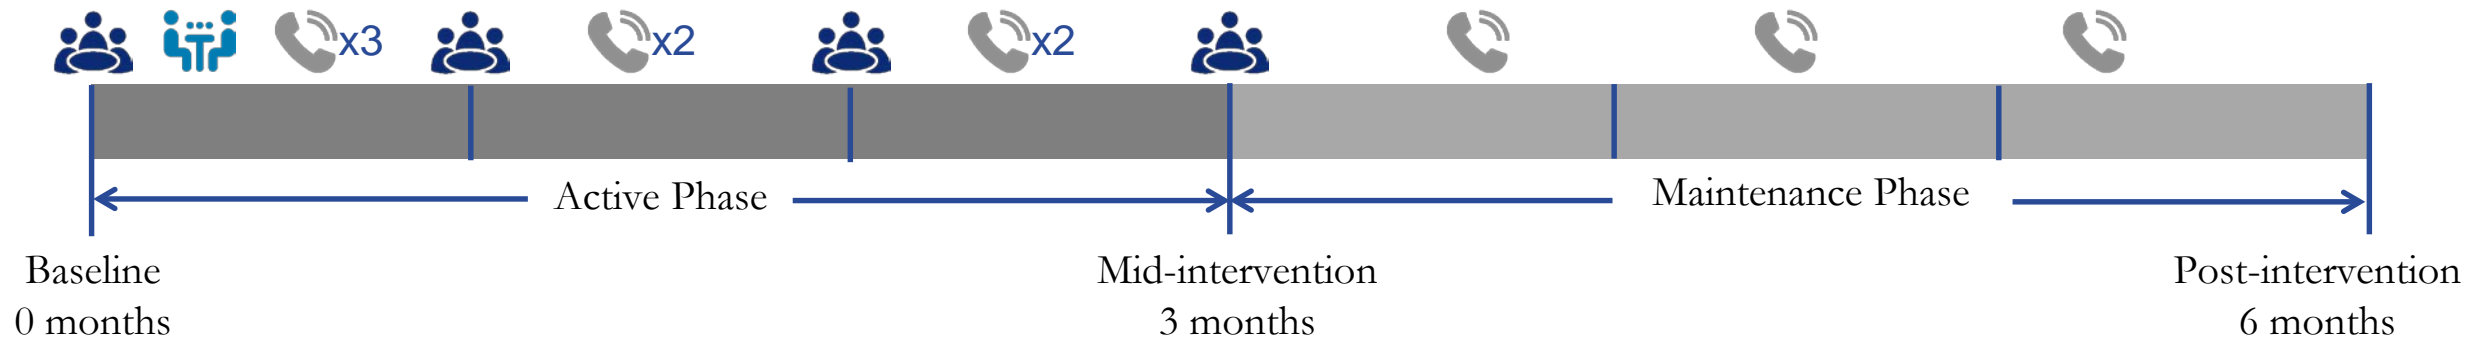 x3
x2
x2
Active Phase
Maintenance Phase
Baseline
0 months
Mid-intervention
3 months
Post-intervention
6 months